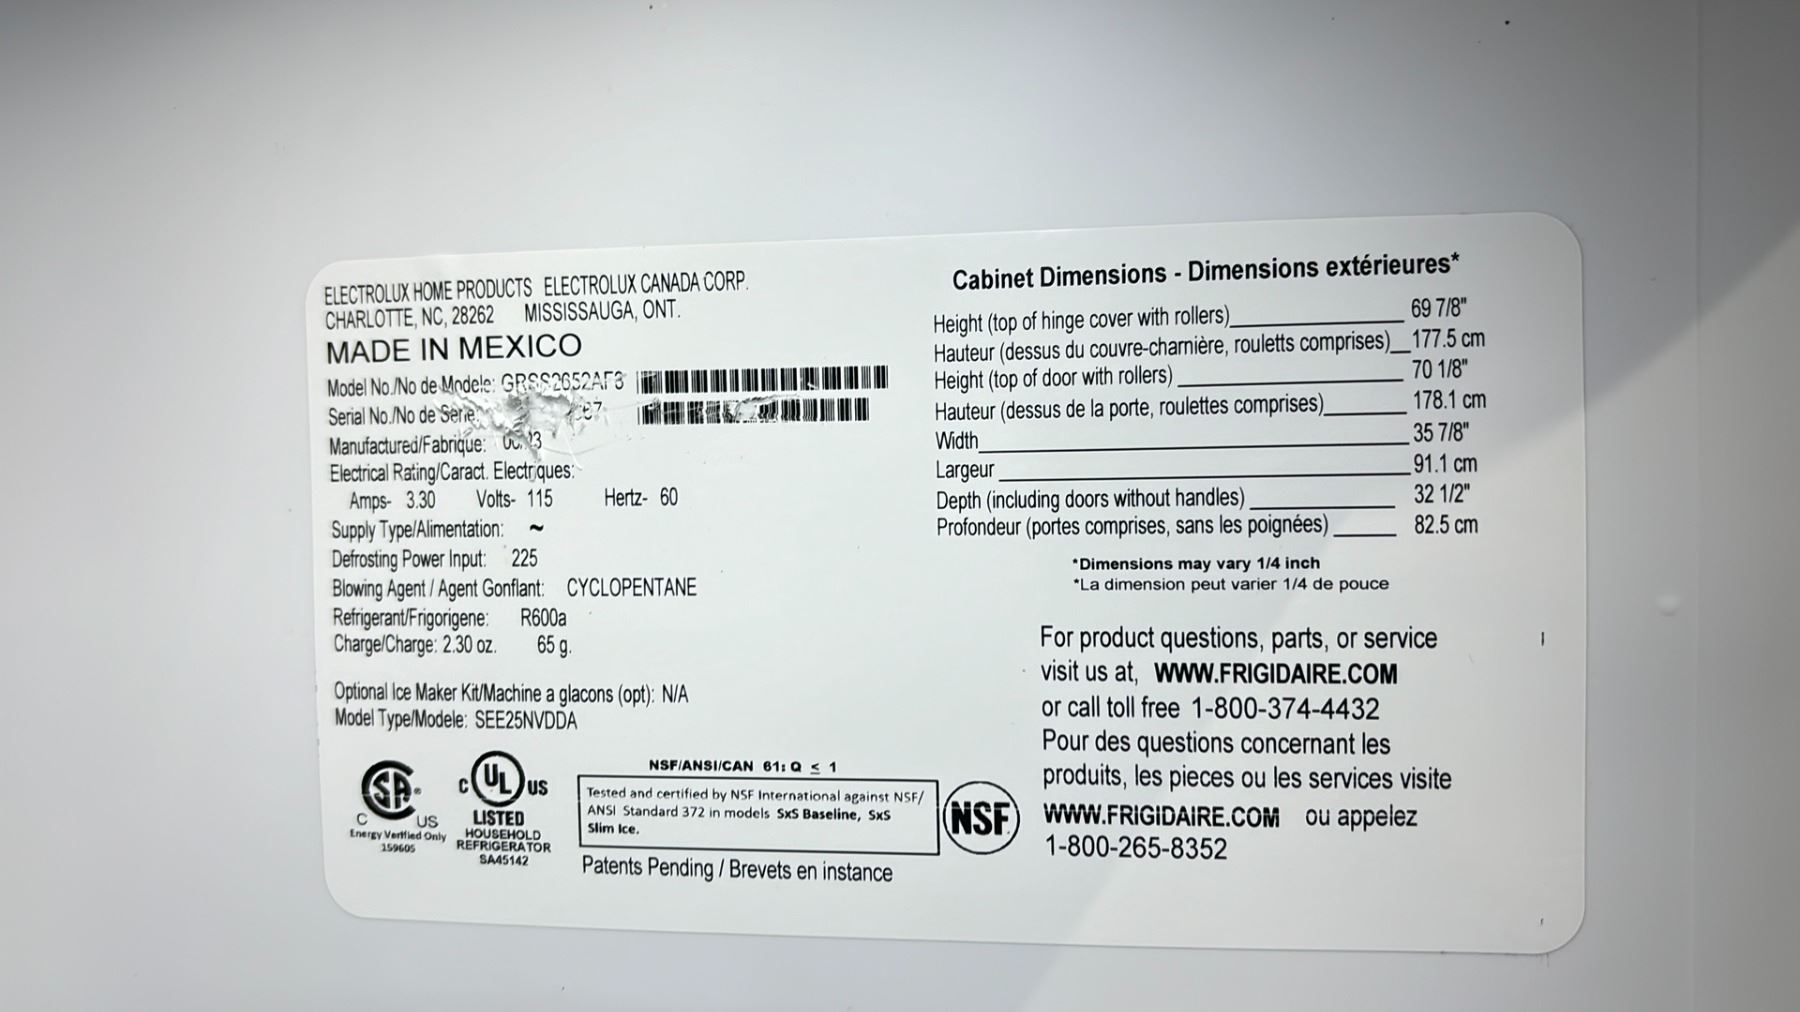 ELECTROLUX HOME PRODUCTS ELECTROLUX CANADA CORP.
CHARLOTTE, NC, 28262 MISSISSAUGA, ONT.
MADE IN MEXICO
Model No./No de Modele: GRSS2652AF3
Serial No./No de Serie:
Manufactured/Fabrique:
Electrical Rating/Caract. Electriques:
Amps- 3.30 Volts- 115 Hertz- 60
Supply Type/Alimentation: ~
Defrosting Power Input: 225
Blowing Agent / Agent Gonflant: CYCLOPENTANE
Refrigerant/Frigorigene: R600a
Charge/Charge: 2.30 oz. 65 g.
Optional Ice Maker Kit/Machine a glacons (opt): N/A
Model Type/Modele: SEE25NVDDA
SA
C US
Energy Verified Only
159605
C UL US
LISTED
HOUSEHOLD
REFRIGERATOR
SA45142
NSF/ANSI/CAN 61: Q ≤ 1
Tested and certified by NSF International against NSF/
ANSI Standard 372 in models SxS Baseline, SxS
Slim Ice.
Patents Pending / Brevets en instance
NSF
Cabinet Dimensions - Dimensions extérieures*
Height (top of hinge cover with rollers) 69 7/8"
Hauteur (dessus du couvre-charnière, rouletts comprises) 177.5 cm
Height (top of door with rollers) 70 1/8"
Hauteur (dessus de la porte, roulettes comprises) 178.1 cm
Width 35 7/8"
Largeur 91.1 cm
Depth (including doors without handles) 32 1/2"
Profondeur (portes comprises, sans les poignées) 82.5 cm
*Dimensions may vary 1/4 inch
*La dimension peut varier 1/4 de pouce
For product questions, parts, or service
visit us at, WWW.FRIGIDAIRE.COM
or call toll free 1-800-374-4432
Pour des questions concernant les
produits, les pieces ou les services visite
WWW.FRIGIDAIRE.COM ou appelez
1-800-265-8352